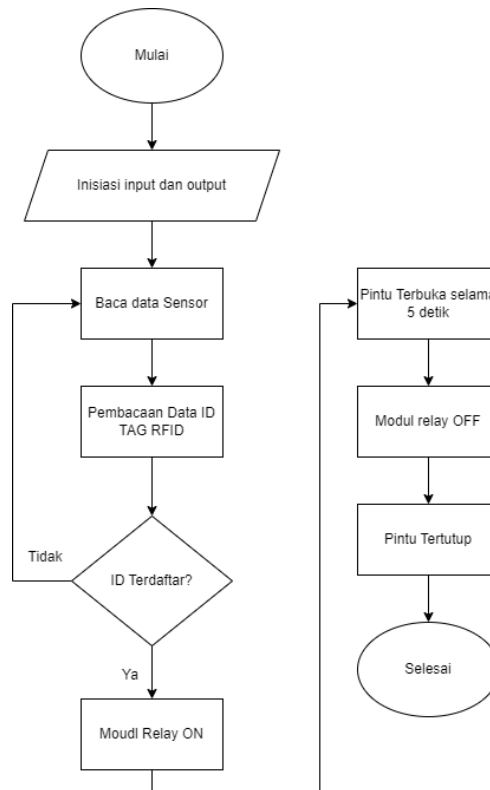 Mulai
Inisiasi input dan output
Baca data Sensor
Pembacaan Data ID
TAG RFID
ID Terdaftar?
Tidak
Ya
Moudl Relay ON
Pintu Terbuka selama
5 detik
Modul relay OFF
Pintu Tertutup
Selesai